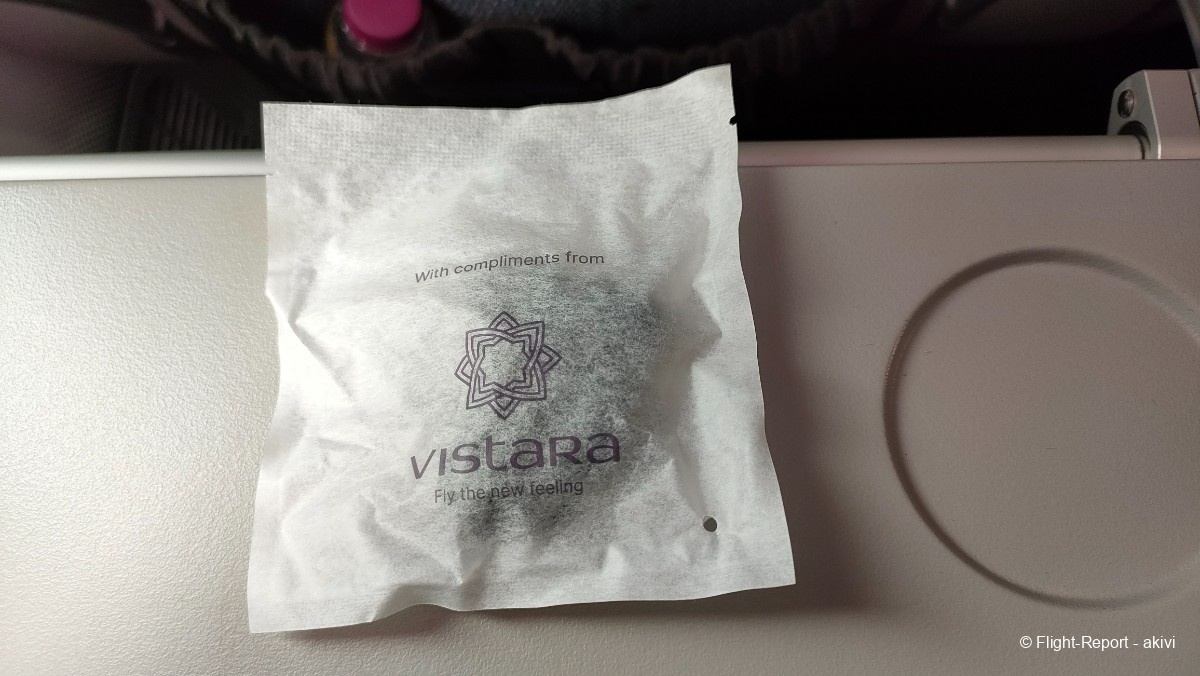 With compliments from
vistara
Fly the new feeling
© Flight-Report - akivi